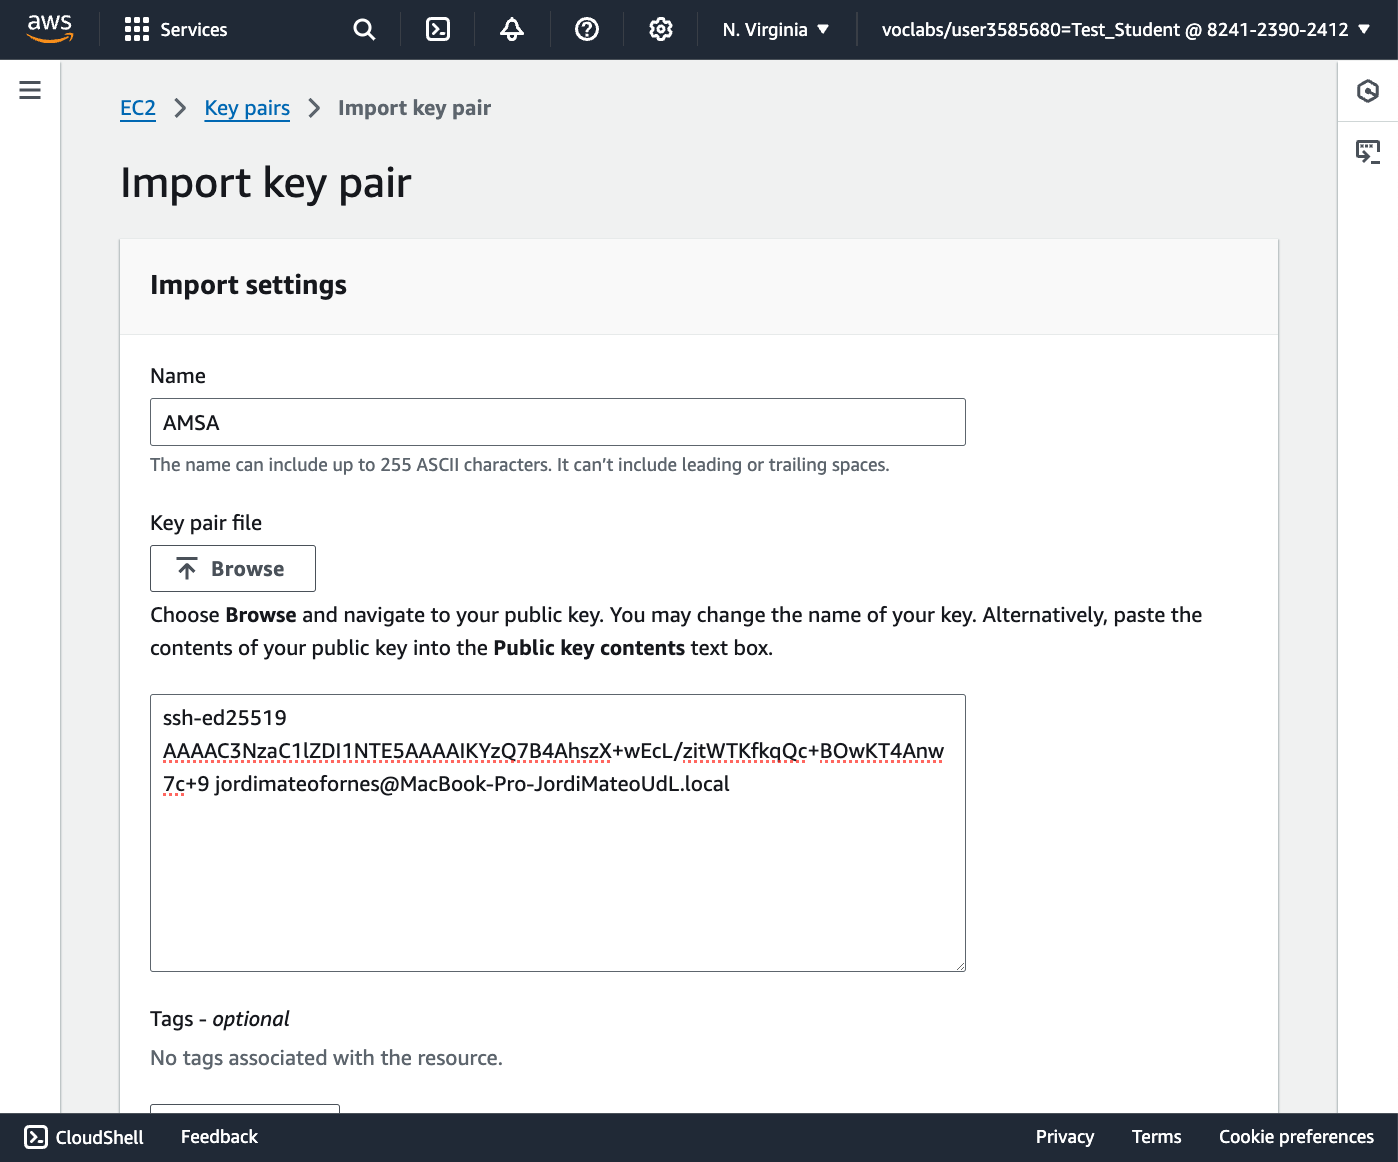 aws
Services
N. Virginia
voclabs/user3585680=Test_Student @ 8241-2390-2412
EC2 > Key pairs > Import key pair
Import key pair
Import settings
Name
AMSA
The name can include up to 255 ASCII characters. It can't include leading or trailing spaces.
Key pair file
Browse
Choose Browse and navigate to your public key. You may change the name of your key. Alternatively, paste the
contents of your public key into the Public key contents text box.
ssh-ed25519
AAAAC3NzaC1lZDI1NTE5AAAAIKYzQ7B4AhszX+wEcL/zitWTKfkqQc+BOwKT4Anw
7c+9 jordimateofornes@MacBook-Pro-JordiMateoUdL.local
Tags - optional
No tags associated with the resource.
CloudShell
Feedback
Privacy
Terms
Cookie preferences